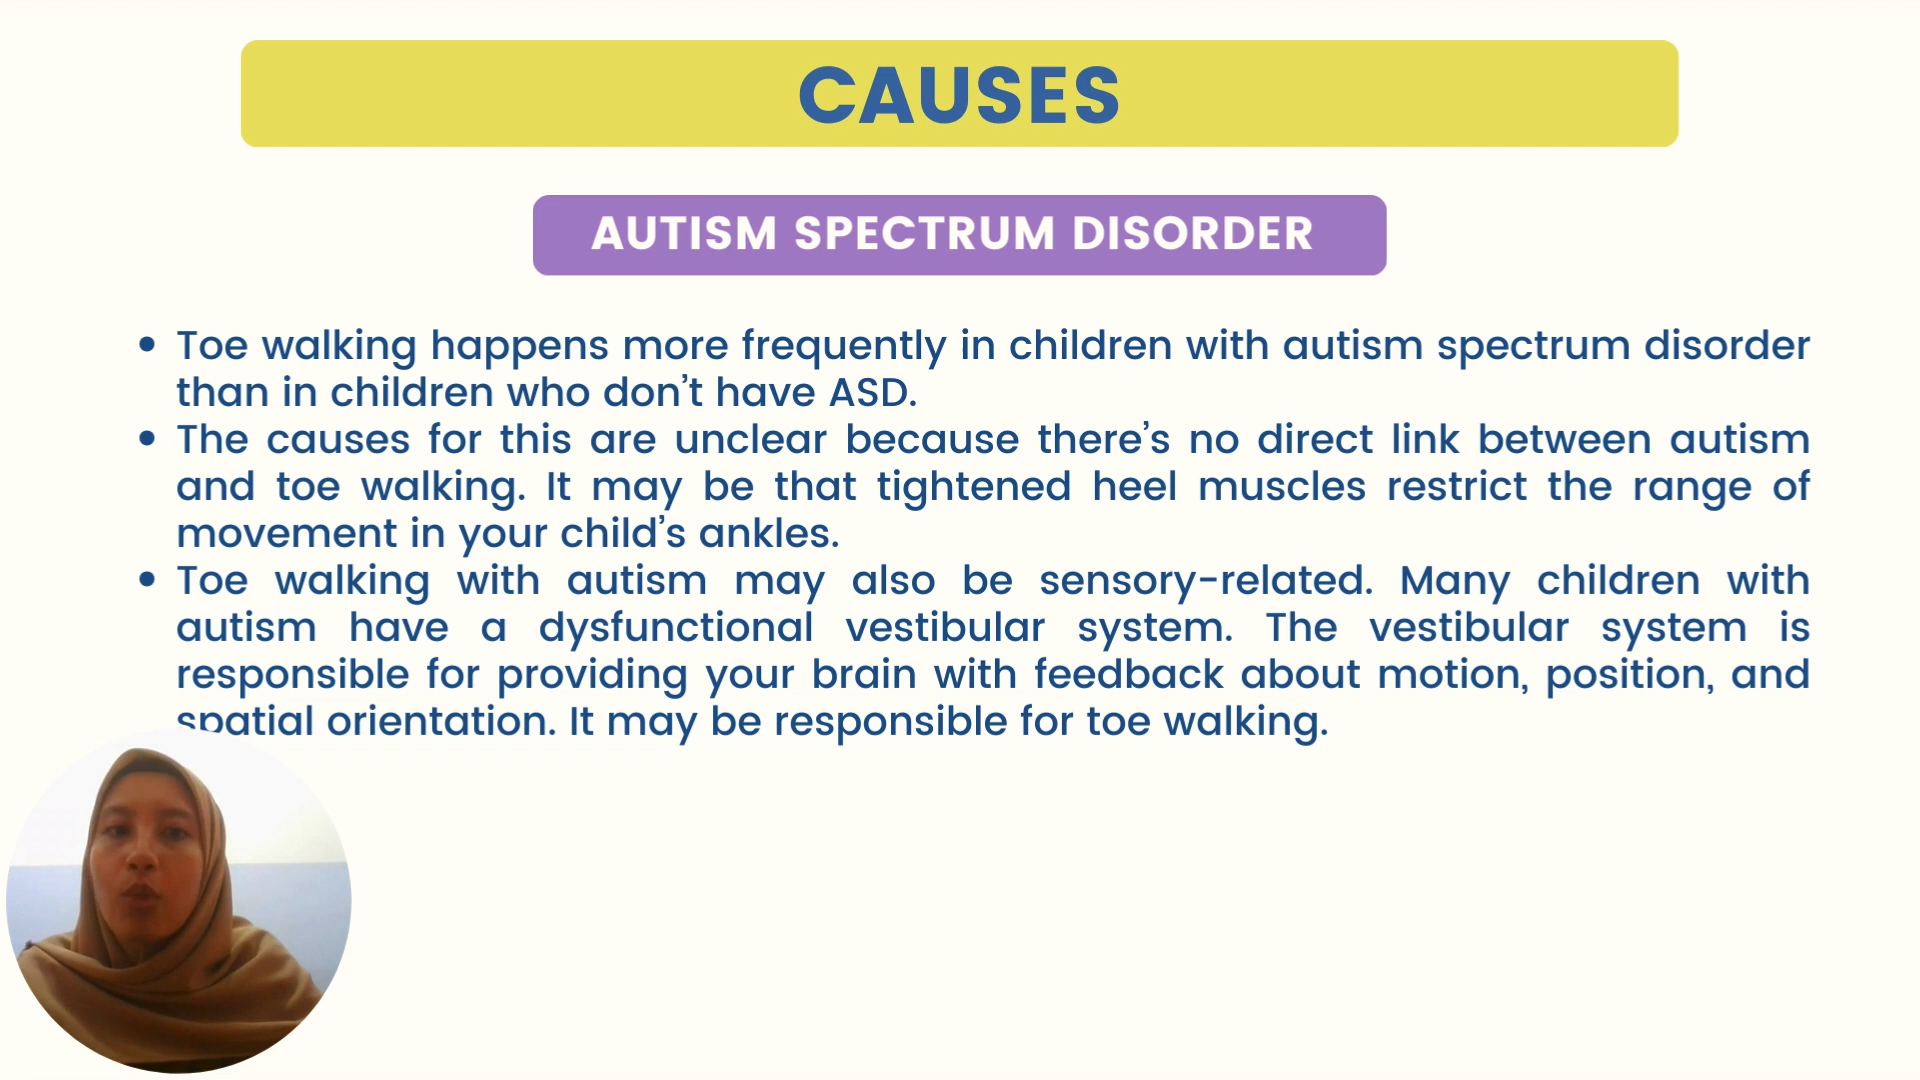 CAUSES
AUTISM SPECTRUM DISORDER
• Toe walking happens more frequently in children with autism spectrum disorder
than in children who don’t have ASD.
• The causes for this are unclear because there’s no direct link between autism
and toe walking. It may be that tightened heel muscles restrict the range of
movement in your child’s ankles.
• Toe walking with autism may also be sensory-related. Many children with
autism have a dysfunctional vestibular system. The vestibular system is
responsible for providing your brain with feedback about motion, position, and
spatial orientation. It may be responsible for toe walking.